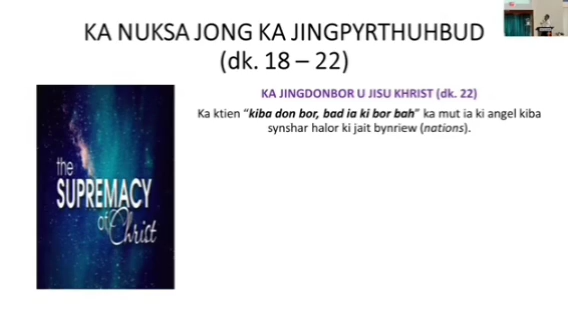 KA NUKSA JONG KA JINGPYRTHUHBUD
(dk. 18 – 22)
KA JINGDONBOR U JISU KHRIST (dk. 22)
Ka ktien “kiba don bor, bad ia ki bor bah” ka mut ia ki angel kiba
synshar halor ki jait bynriew (nations).
the
SUPREMACY
of Christ